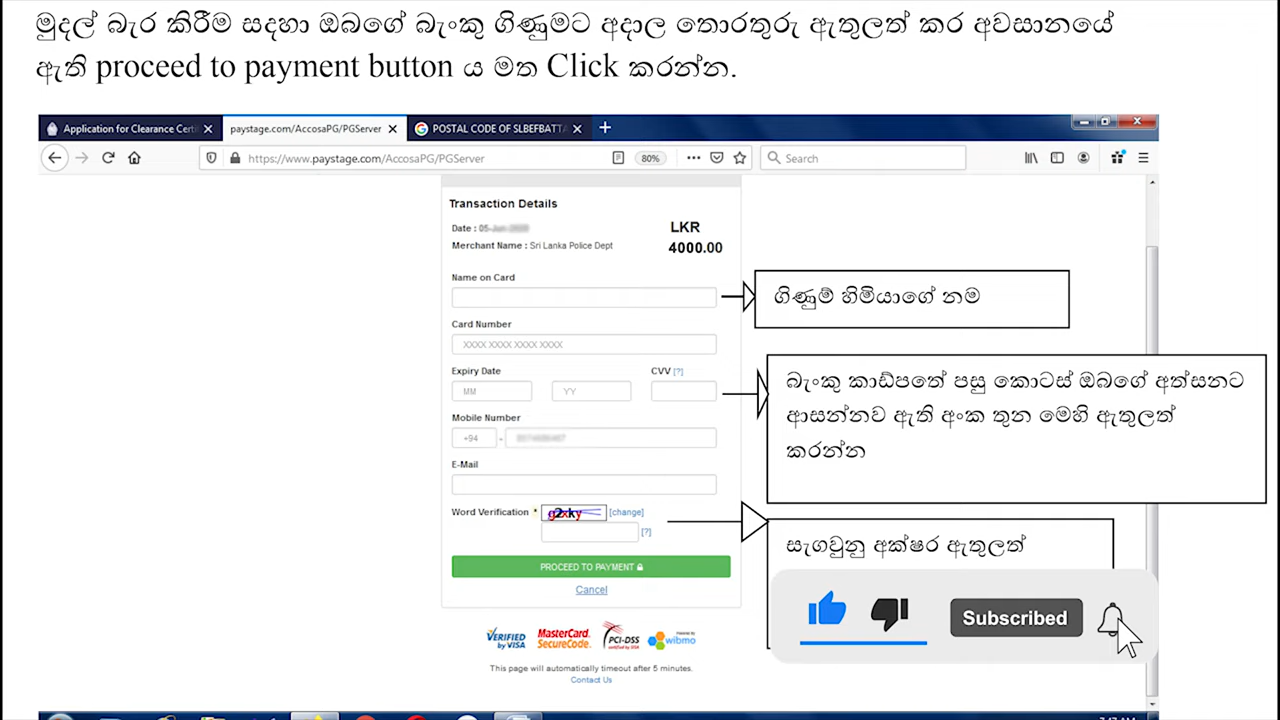 මුදල් බැර කිරීම සදහා ඔබගේ බැංකු ගිණුමට අදාල තොරතුරු ඇතුලත් කර අවසානයේ
ඇති proceed to payment button ය මත Click කරන්න.
Application for Clearance Certi
paystage.com/AccosaPG/PGServer
POSTAL CODE OF SLBEFBATTA
https://www.paystage.com/AccosaPG/PGServer
80%
Search
Transaction Details
Date : 05-
LKR
Merchant Name : Sri Lanka Police Dept
4000.00
Name on Card
ගිණුම් හිමියාගේ නම
Card Number
XXXX XXXX XXXX XXXX
Expiry Date
CVV [?]
MM
YY
බැංකු කාඩ්පතේ පසු කොටස් ඔබගේ අත්සනට
ආසන්නව ඇති අංක තුන මෙහි ඇතුලත්
කරන්න
Mobile Number
+94 -
E-Mail
Word Verification *
g2xky
[change]
[?]
සැගවුනු අක්ෂර ඇතුලත්
PROCEED TO PAYMENT
Cancel
Subscribed
VERIFIED by VISA
MasterCard. SecureCode.
PCI-DSS
wibmo
This page will automatically timeout after 5 minutes.
Contact Us